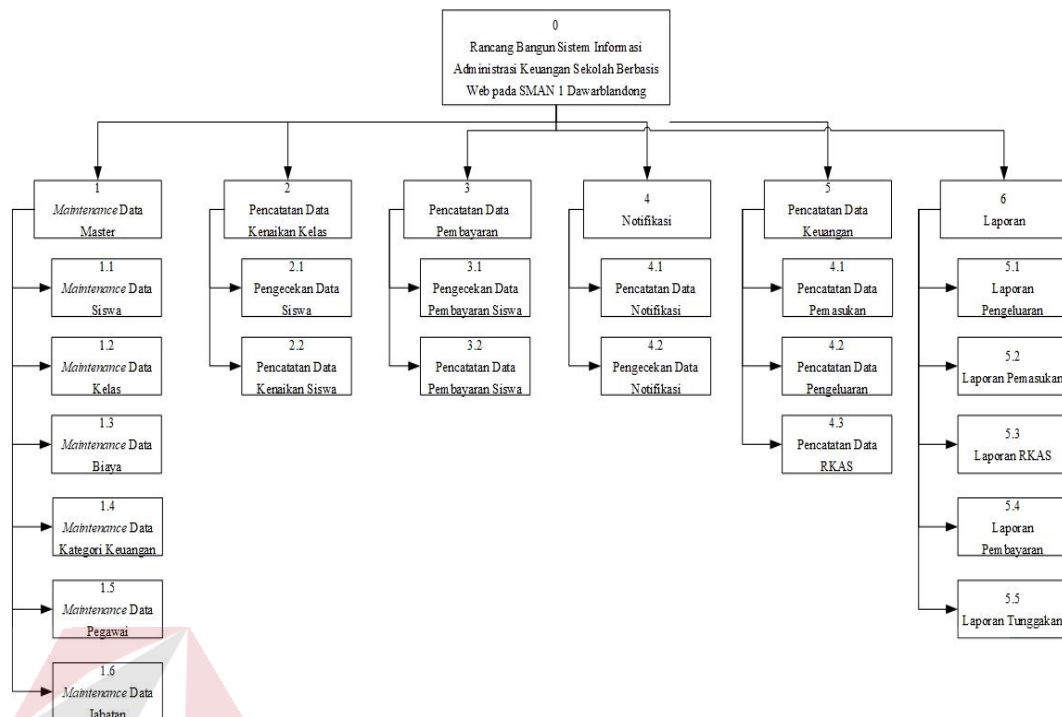 0
Rancang Bangun Sistem Informasi
Administrasi Keuangan Sekolah Berbasis
Web pada SMAN 1 Dawarblandong
1
Maintenance Data
Master
1.1
Maintenance Data
Siswa
1.2
Maintenance Data
Kelas
1.3
Maintenance Data
Biaya
1.4
Maintenance Data
Kategori Keuangan
1.5
Maintenance Data
Pegawai
1.6
Maintenance Data
Jabatan
2
Pencatatan Data
Kenaikan Kelas
2.1
Pengecekan Data
Siswa
2.2
Pencatatan Data
Kenaikan Siswa
3
Pencatatan Data
Pembayaran
3.1
Pengecekan Data
Pembayaran Siswa
3.2
Pencatatan Data
Pembayaran Siswa
4
Notifikasi
4.1
Pencatatan Data
Notifikasi
4.2
Pengecekan Data
Notifikasi
5
Pencatatan Data
Keuangan
4.1
Pencatatan Data
Pemasukan
4.2
Pencatatan Data
Pengeluaran
4.3
Pencatatan Data
RKAS
6
Laporan
5.1
Laporan
Pengeluaran
5.2
Laporan Pemasukan
5.3
Laporan RKAS
5.4
Laporan
Pembayaran
5.5
Laporan Tunggakan